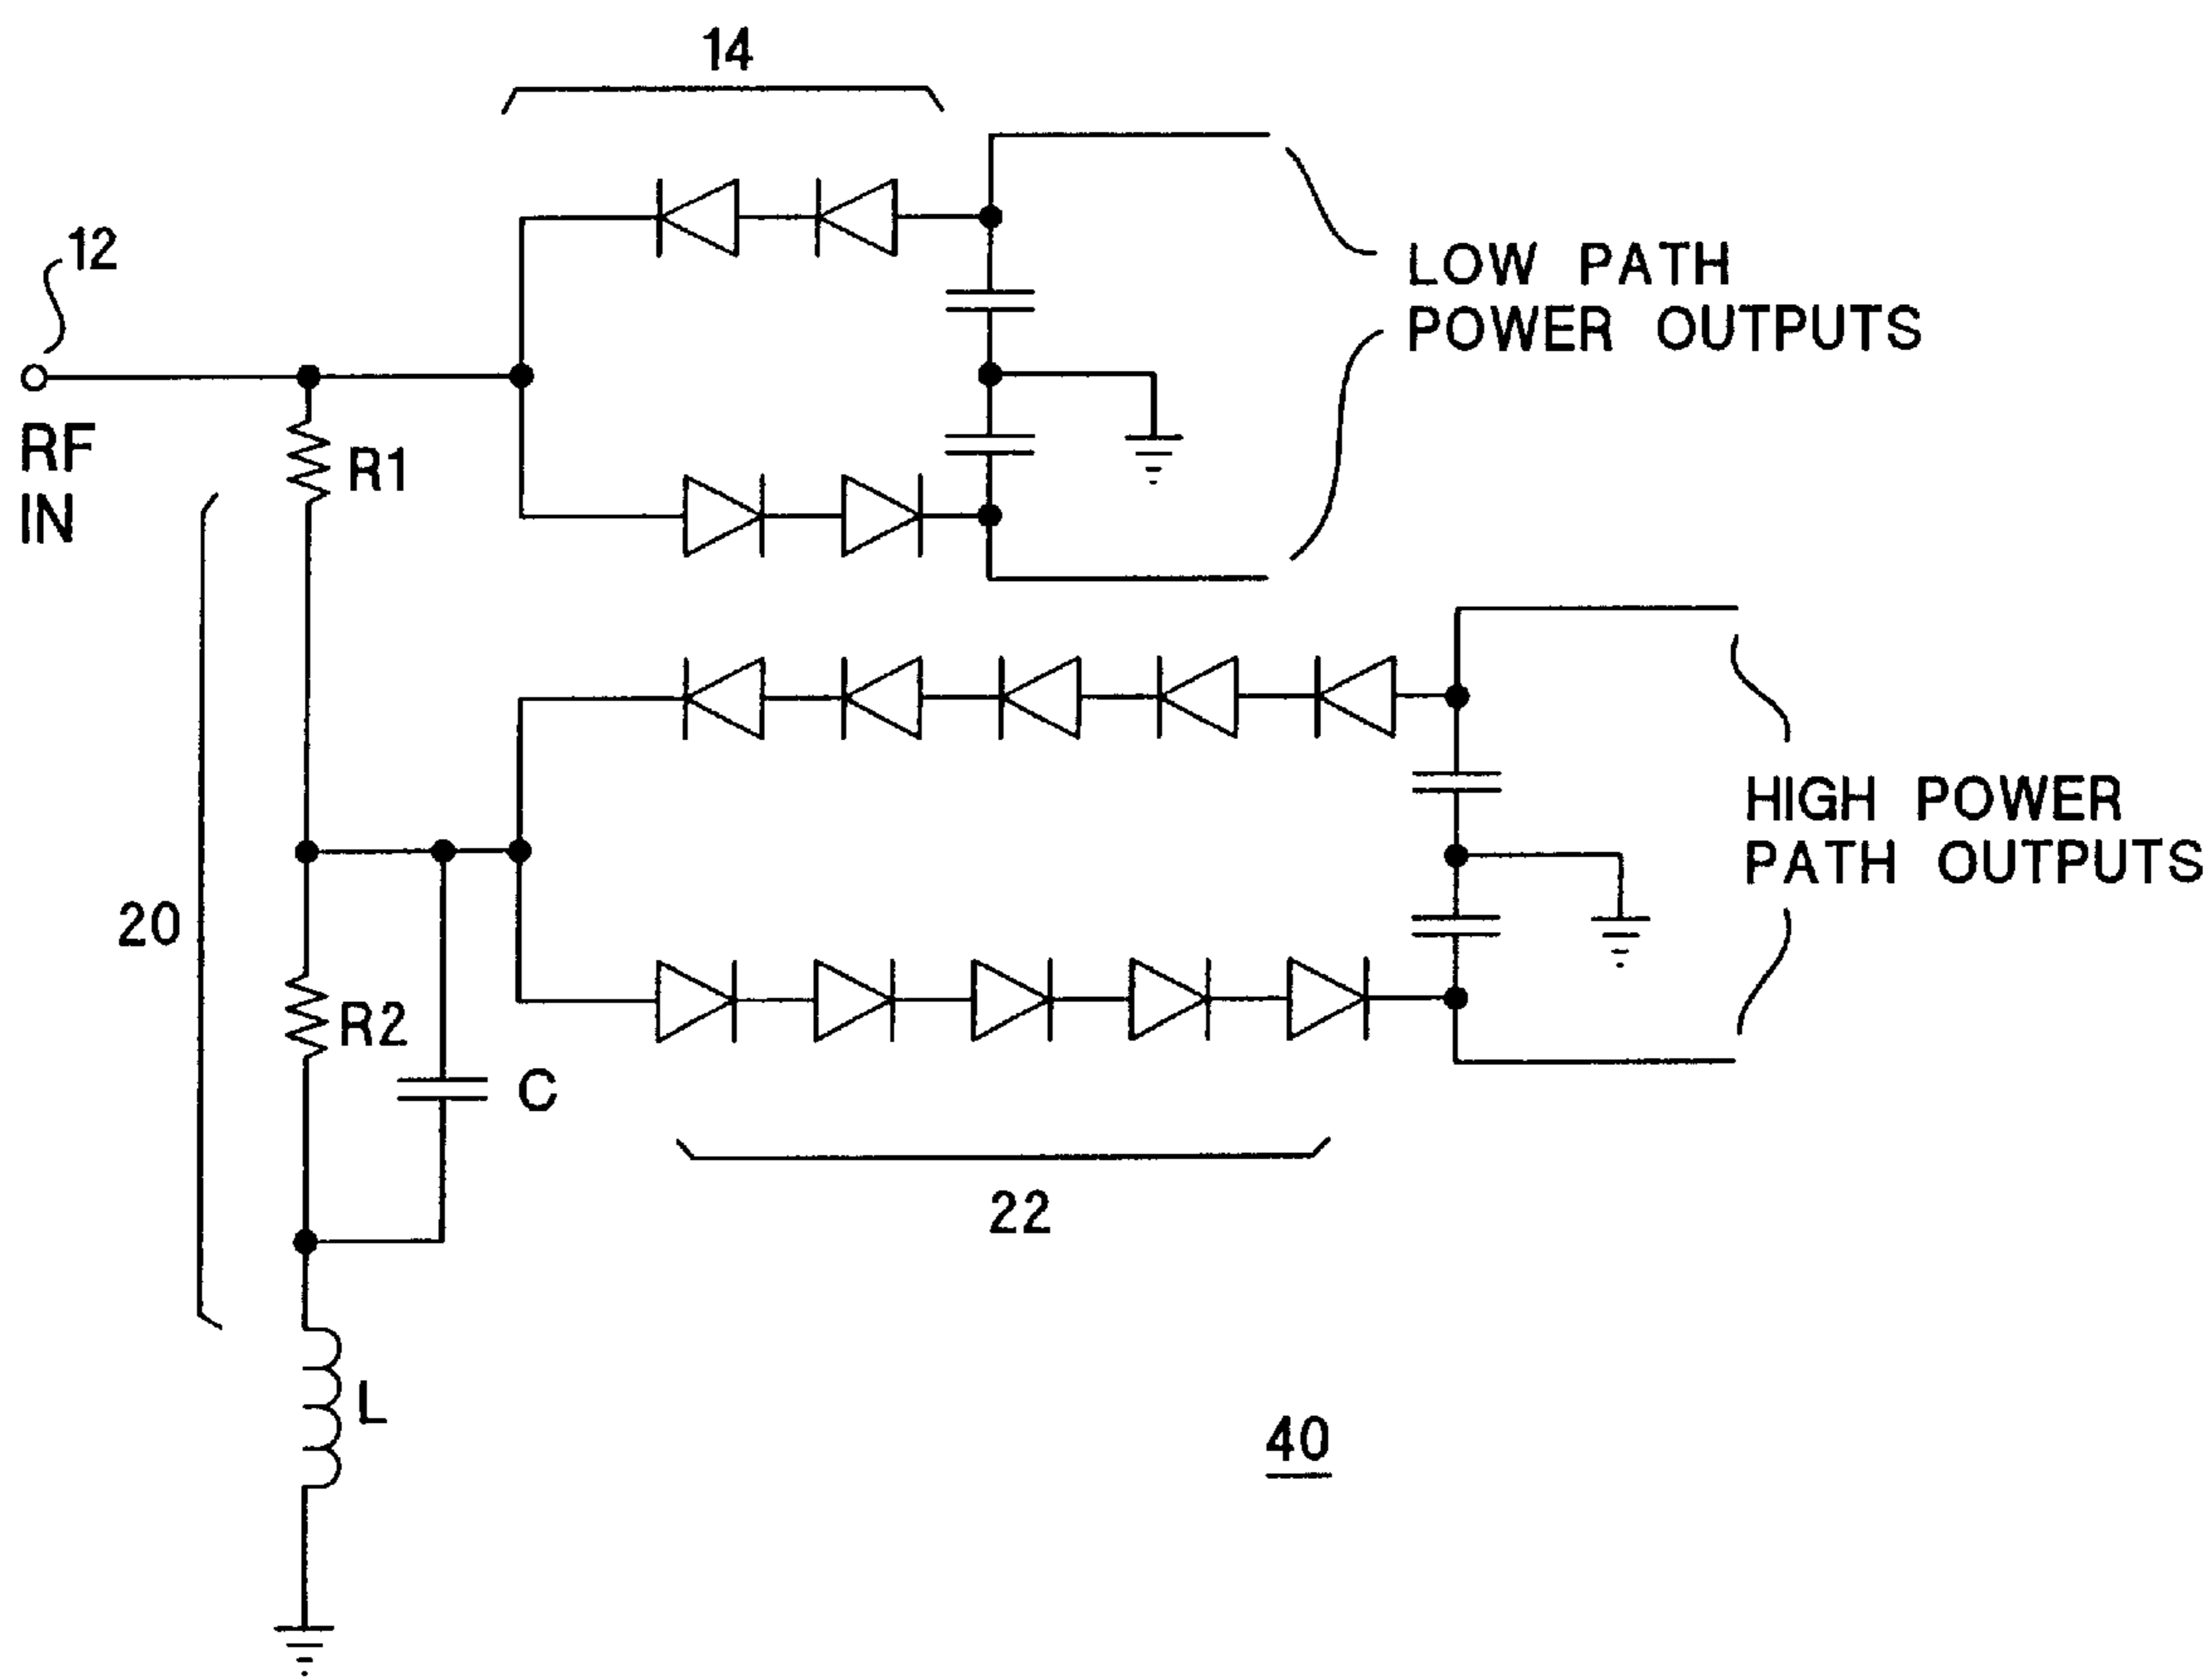 14
12
RF
IN
R1
LOW PATH
POWER OUTPUTS
HIGH POWER
PATH OUTPUTS
20
R2
C
22
L
40